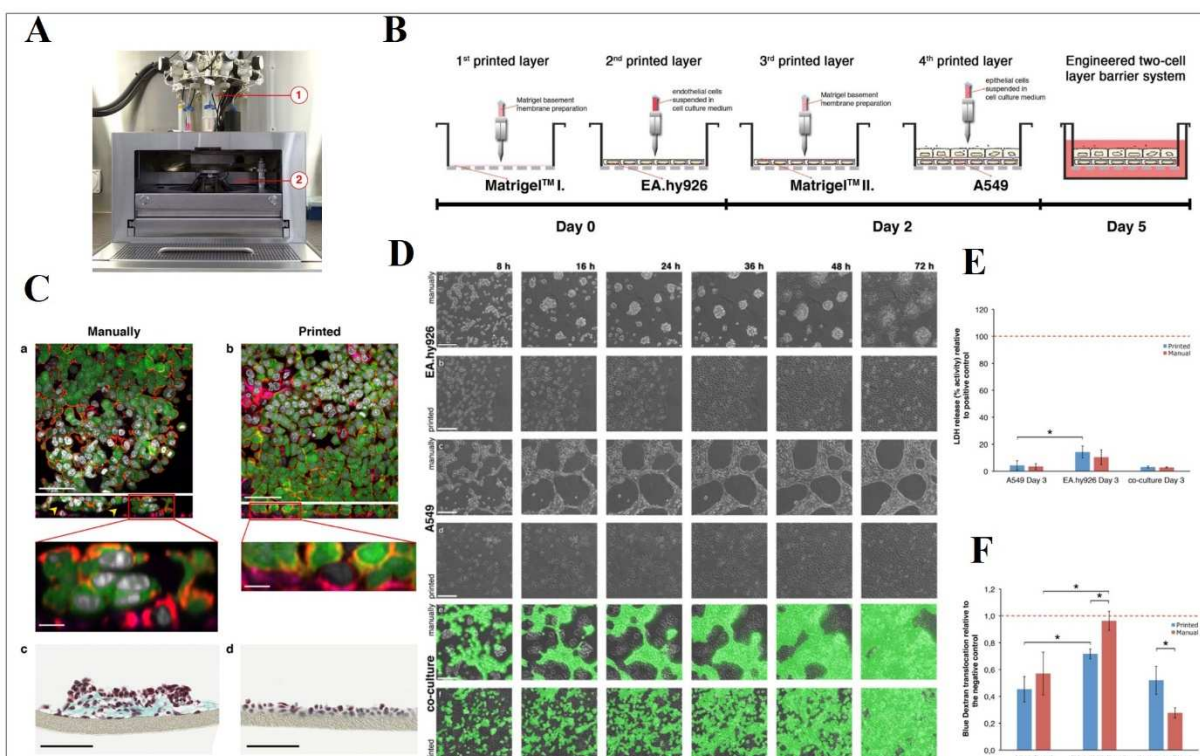 A
1
2
B
1st printed layer
2nd printed layer
3rd printed layer
4th printed layer
Engineered two-cell
layer barrier system
Matrigel basement
membrane preparation
endothelial cells
suspended in
cell culture medium
Matrigel basement
membrane preparation
epthelial cells
suspended in
cell culture medium
Matrigel™ I.
EA.hy926
Matrigel™ II.
A549
Day 0
Day 2
Day 5
C
Manually
Printed
a
b
c
d
D
8 h
16 h
24 h
36 h
48 h
72 h
EA.hy926
manually
a
printed
b
A549
manually
c
printed
d
co-culture
manually
e
printed
E
LDH release (% activity) relative
to positive control
120
100
80
60
40
20
0
Printed
Manual
*
A549 Day 3
EA.hy926 Day 3
co-culture Day 3
F
Blue Dextran translocation relative to
the negative control
1,2
1,0
0,8
0,6
0,4
0,2
0,0
Printed
Manual
*
*
*
*